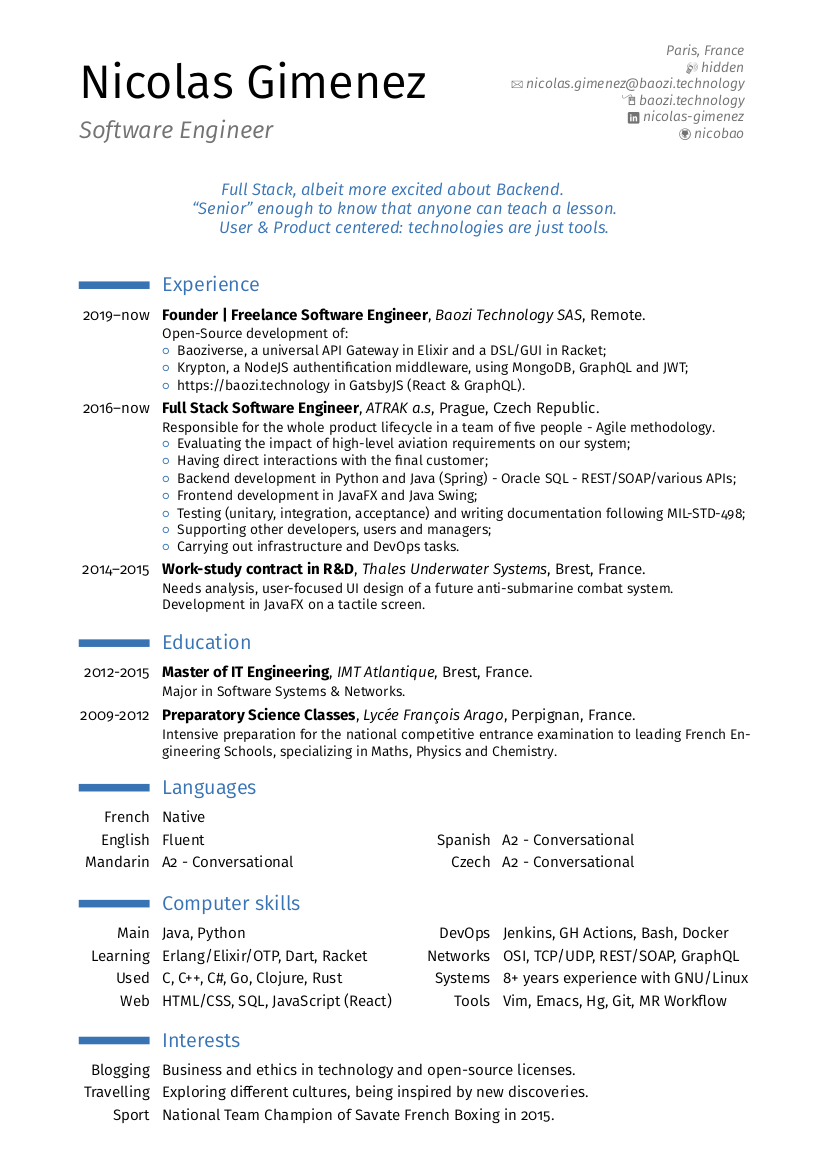 Nicolas Gimenez
Software Engineer
Paris, France
hidden
nicolas.gimenez@baozi.technology
baozi.technology
nicolas-gimenez
nicobao
Full Stack, albeit more excited about Backend.
“Senior” enough to know that anyone can teach a lesson.
User & Product centered: technologies are just tools.
Experience
2019–now Founder | Freelance Software Engineer, Baozi Technology SAS, Remote.
Open-Source development of:
○ Baoziverse, a universal API Gateway in Elixir and a DSL/GUI in Racket;
○ Krypton, a NodeJS authentification middleware, using MongoDB, GraphQL and JWT;
○ https://baozi.technology in GatsbyJS (React & GraphQL).
2016–now Full Stack Software Engineer, ATRAK a.s, Prague, Czech Republic.
Responsible for the whole product lifecycle in a team of five people - Agile methodology.
○ Evaluating the impact of high-level aviation requirements on our system;
○ Having direct interactions with the final customer;
○ Backend development in Python and Java (Spring) - Oracle SQL - REST/SOAP/various APIs;
○ Frontend development in JavaFX and Java Swing;
○ Testing (unitary, integration, acceptance) and writing documentation following MIL-STD-498;
○ Supporting other developers, users and managers;
○ Carrying out infrastructure and DevOps tasks.
2014–2015 Work-study contract in R&D, Thales Underwater Systems, Brest, France.
Needs analysis, user-focused UI design of a future anti-submarine combat system.
Development in JavaFX on a tactile screen.
Education
2012-2015 Master of IT Engineering, IMT Atlantique, Brest, France.
Major in Software Systems & Networks.
2009-2012 Preparatory Science Classes, Lycée François Arago, Perpignan, France.
Intensive preparation for the national competitive entrance examination to leading French En-
gineering Schools, specializing in Maths, Physics and Chemistry.
Languages
French Native
English Fluent Spanish A2 - Conversational
Mandarin A2 - Conversational Czech A2 - Conversational
Computer skills
Main Java, Python DevOps Jenkins, GH Actions, Bash, Docker
Learning Erlang/Elixir/OTP, Dart, Racket Networks OSI, TCP/UDP, REST/SOAP, GraphQL
Used C, C++, C#, Go, Clojure, Rust Systems 8+ years experience with GNU/Linux
Web HTML/CSS, SQL, JavaScript (React) Tools Vim, Emacs, Hg, Git, MR Workflow
Interests
Blogging Business and ethics in technology and open-source licenses.
Travelling Exploring different cultures, being inspired by new discoveries.
Sport National Team Champion of Savate French Boxing in 2015.